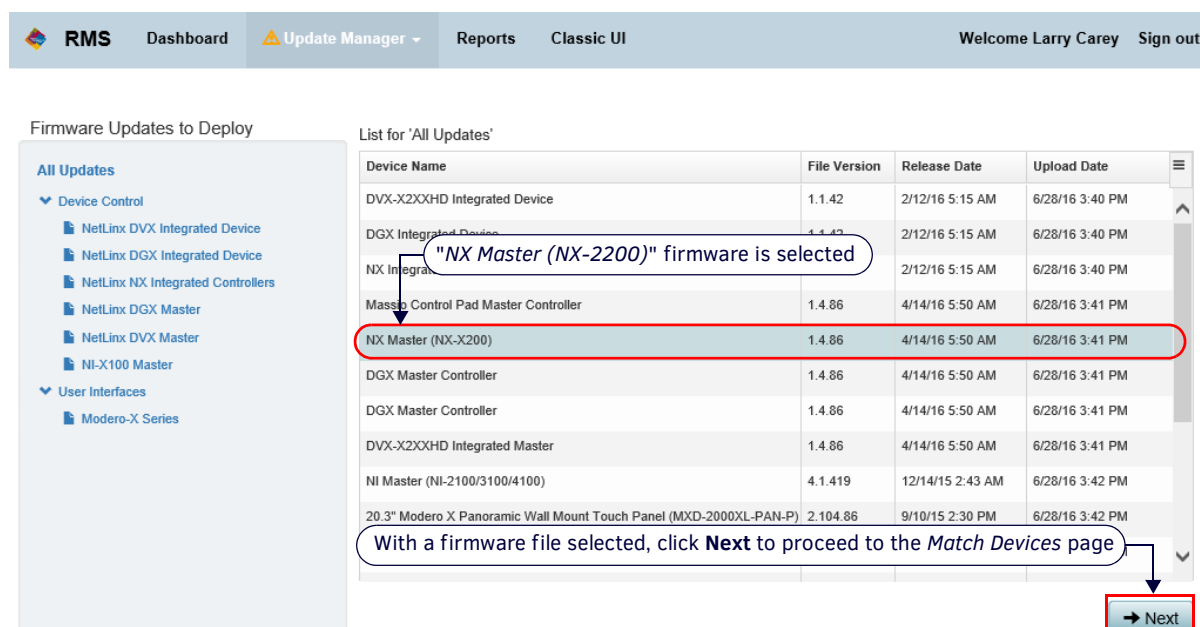 RMS Dashboard Update Manager Reports Classic UI Welcome Larry Carey Sign out
Firmware Updates to Deploy
All Updates
Device Control
NetLinx DVX Integrated Device
NetLinx DGX Integrated Device
NetLinx NX Integrated Controllers
NetLinx DGX Master
NetLinx DVX Master
NI-X100 Master
User Interfaces
Modero-X Series
List for 'All Updates'
Device Name File Version Release Date Upload Date
DVX-X2XXHD Integrated Device 1.1.42 2/12/16 5:15 AM 6/28/16 3:40 PM
DGX Integrated Device 1.1.42 2/12/16 5:15 AM 6/28/16 3:40 PM
"NX Master (NX-2200)" firmware is selected
NX Integrat 2/12/16 5:15 AM 6/28/16 3:40 PM
Massio Control Pad Master Controller 1.4.86 4/14/16 5:50 AM 6/28/16 3:41 PM
NX Master (NX-X200) 1.4.86 4/14/16 5:50 AM 6/28/16 3:41 PM
DGX Master Controller 1.4.86 4/14/16 5:50 AM 6/28/16 3:41 PM
DGX Master Controller 1.4.86 4/14/16 5:50 AM 6/28/16 3:41 PM
DVX-X2XXHD Integrated Master 1.4.86 4/14/16 5:50 AM 6/28/16 3:41 PM
NI Master (NI-2100/3100/4100) 4.1.419 12/14/15 2:43 AM 6/28/16 3:42 PM
20.3" Modero X Panoramic Wall Mount Touch Panel (MXD-2000XL-PAN-P) 2.104.86 9/10/15 2:30 PM 6/28/16 3:42 PM
With a firmware file selected, click Next to proceed to the Match Devices page
Next